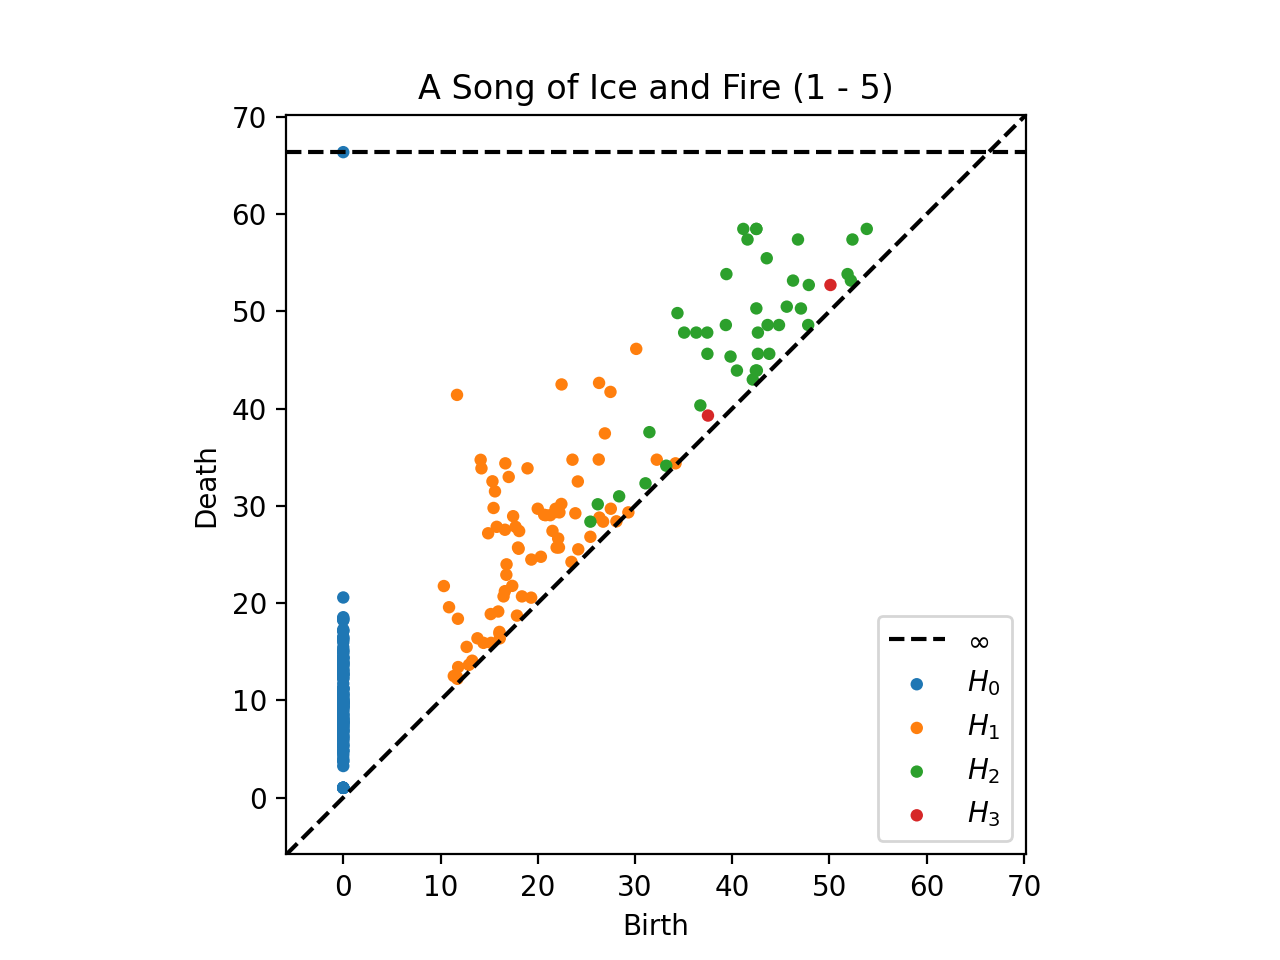 A Song of Ice and Fire (1 - 5)
70
60
50
40
30
20
10
0
Death
∞
H₀
H₁
H₂
H₃
0 10 20 30 40 50 60 70
Birth